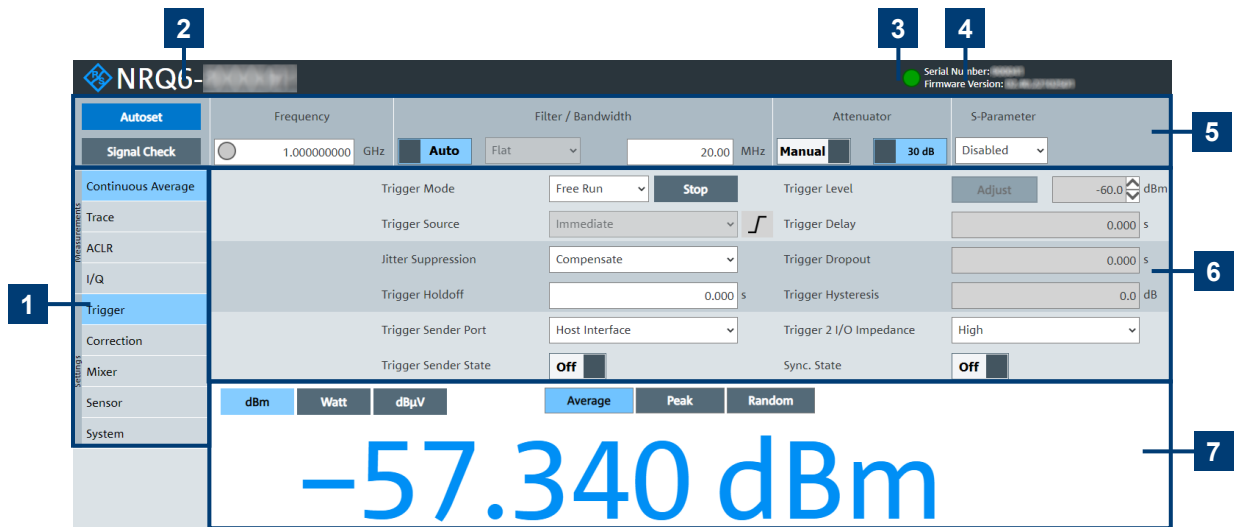 2
3
4
R&S NRQ6-
Serial Number:
Firmware Version:
Autoset
Frequency
Filter / Bandwidth
Attenuator
S-Parameter
5
Signal Check
1.000000000 GHz
Auto
Flat
20.00 MHz
Manual
30 dB
Disabled
Measurements
Continuous Average
Trigger Mode
Free Run
Stop
Trigger Level
Adjust
-60.0 dBm
Trace
Trigger Source
Immediate
Trigger Delay
0.000 s
ACLR
Jitter Suppression
Compensate
Trigger Dropout
0.000 s
6
I/Q
1
Trigger
Trigger Holdoff
0.000 s
Trigger Hysteresis
0.0 dB
Correction
Trigger Sender Port
Host Interface
Trigger 2 I/O Impedance
High
Settings
Mixer
Trigger Sender State
Off
Sync. State
Off
Sensor
dBm
Watt
dBµV
Average
Peak
Random
System
−57.340 dBm
7